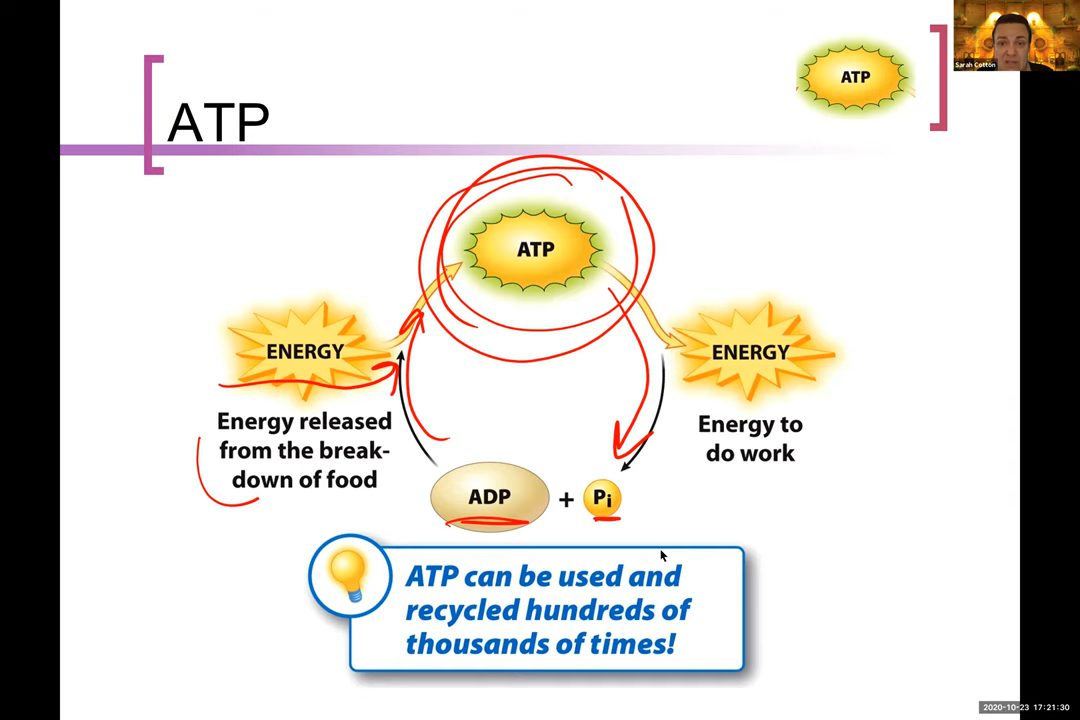 ATP
Sarah Cotton
ATP
ATP
ENERGY
ENERGY
Energy released
from the break-
down of food
Energy to
do work
ADP + Pi
ATP can be used and
recycled hundreds of
thousands of times!
2020-10-23 17:21:30